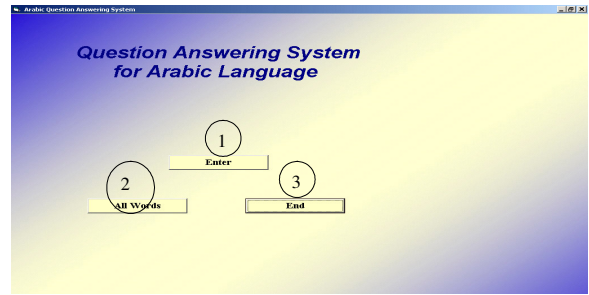 Arabic Question Answering System
Question Answering System
for Arabic Language
1
Enter
2
3
All Words
End